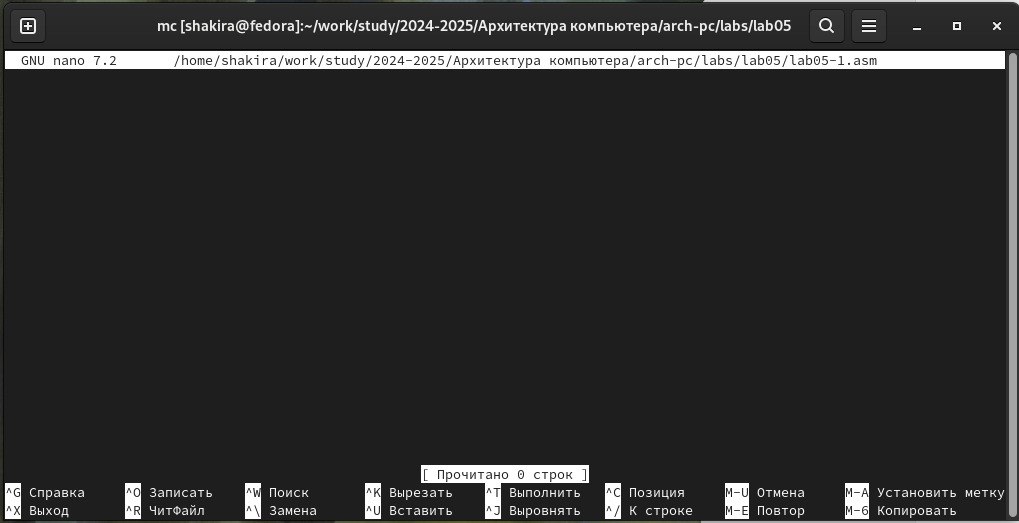 mc [shakira@fedora]:~/work/study/2024-2025/Архитектура компьютера/arch-pc/labs/lab05
GNU nano 7.2 /home/shakira/work/study/2024-2025/Архитектура компьютера/arch-pc/labs/lab05/lab05-1.asm
[ Прочитано 0 строк ]
^G Справка ^O Записать ^W Поиск ^K Вырезать ^T Выполнить ^C Позиция M-U Отмена M-A Установить метку
^X Выход ^R ЧитФайл ^\ Замена ^U Вставить ^J Выровнять ^/ К строке M-E Повтор M-6 Копировать